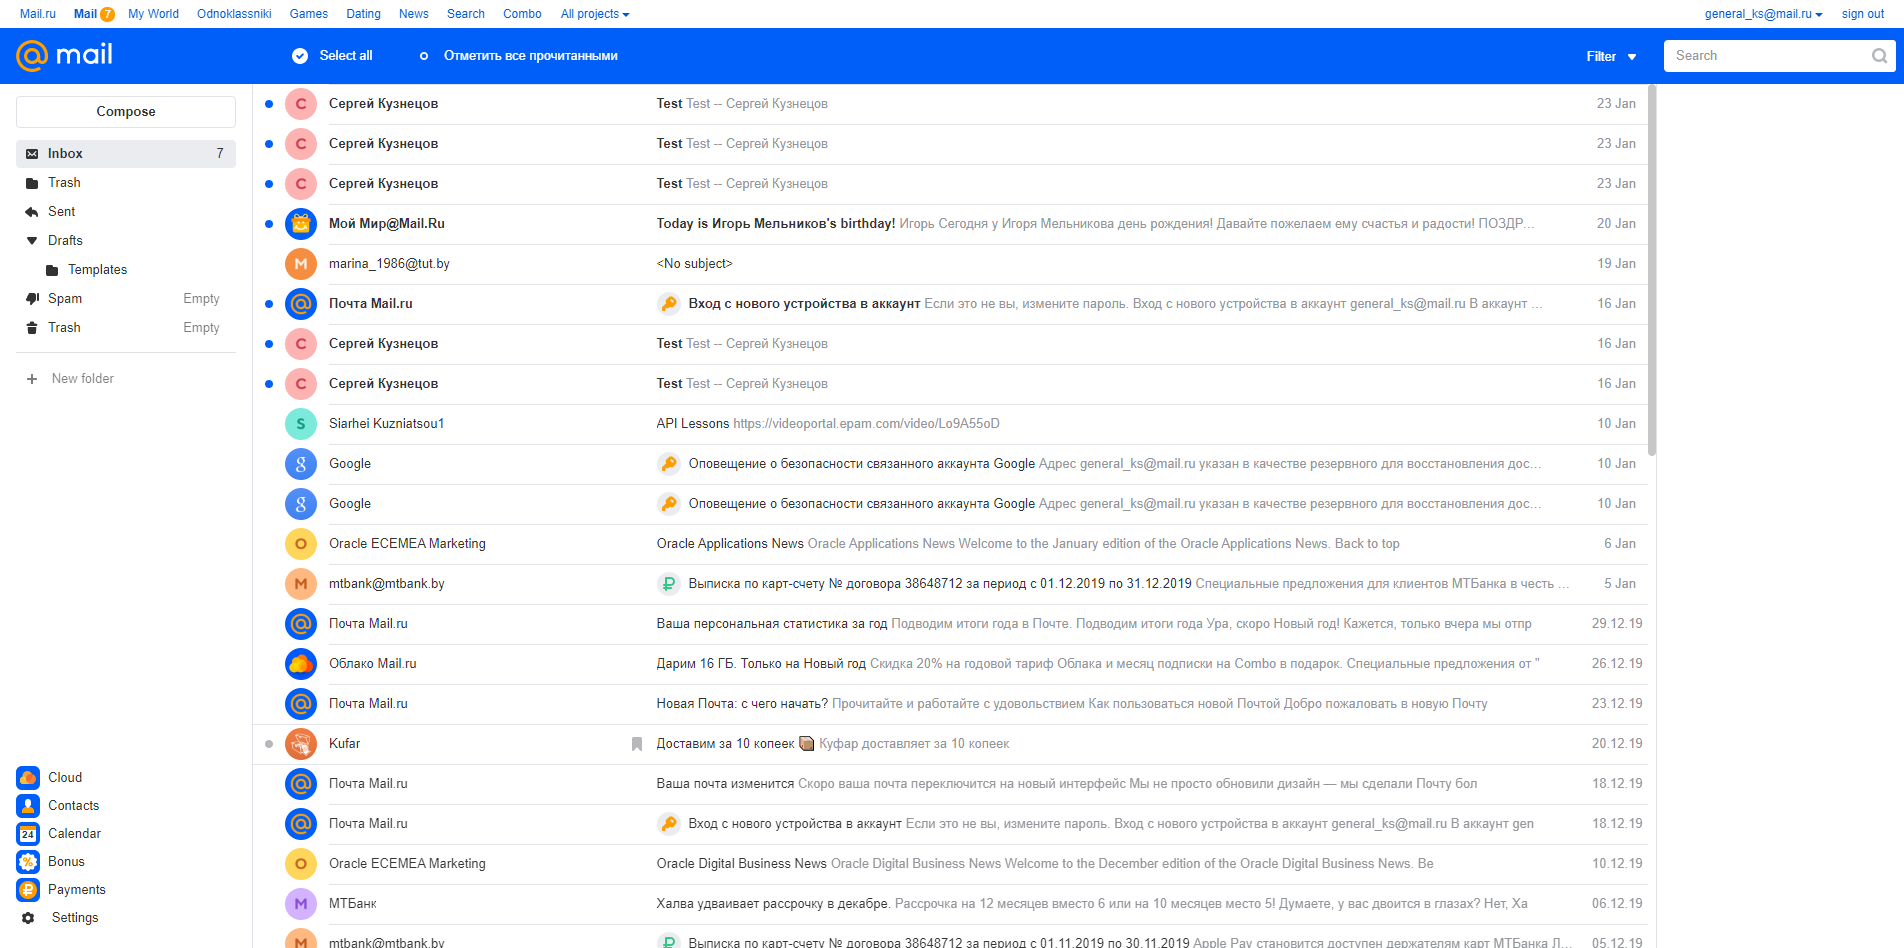 Mail.ru Mail 7 My World Odnoklassniki Games Dating News Search Combo All projects general_ks@mail.ru sign out
mail Select all Отметить все прочитанными Filter Search
Compose
Inbox 7
Trash
Sent
Drafts
Templates
Spam Empty
Trash Empty
New folder
Cloud
Contacts
24 Calendar
% Bonus
₽ Payments
Settings
С Сергей Кузнецов Test Test -- Сергей Кузнецов 23 Jan
С Сергей Кузнецов Test Test -- Сергей Кузнецов 23 Jan
С Сергей Кузнецов Test Test -- Сергей Кузнецов 23 Jan
Мой Мир@Mail.Ru Today is Игорь Мельников's birthday! Игорь Сегодня у Игоря Мельникова день рождения! Давайте пожелаем ему счастья и радости! ПОЗДР... 20 Jan
M marina_1986@tut.by <No subject> 19 Jan
@ Почта Mail.ru Вход с нового устройства в аккаунт Если это не вы, измените пароль. Вход с нового устройства в аккаунт general_ks@mail.ru В аккаунт ... 16 Jan
С Сергей Кузнецов Test Test -- Сергей Кузнецов 16 Jan
С Сергей Кузнецов Test Test -- Сергей Кузнецов 16 Jan
S Siarhei Kuzniatsou1 API Lessons https://videoportal.epam.com/video/Lo9A55oD 10 Jan
g Google Оповещение о безопасности связанного аккаунта Google Адрес general_ks@mail.ru указан в качестве резервного для восстановления дос... 10 Jan
g Google Оповещение о безопасности связанного аккаунта Google Адрес general_ks@mail.ru указан в качестве резервного для восстановления дос... 10 Jan
O Oracle ECEMEA Marketing Oracle Applications News Oracle Applications News Welcome to the January edition of the Oracle Applications News. Back to top 6 Jan
M mtbank@mtbank.by ₽ Выписка по карт-счету № договора 38648712 за период с 01.12.2019 по 31.12.2019 Специальные предложения для клиентов МТБанка в честь ... 5 Jan
@ Почта Mail.ru Ваша персональная статистика за год Подводим итоги года в Почте. Подводим итоги года Ура, скоро Новый год! Кажется, только вчера мы отпр 29.12.19
Облако Mail.ru Дарим 16 ГБ. Только на Новый год Скидка 20% на годовой тариф Облака и месяц подписки на Combo в подарок. Специальные предложения от " 26.12.19
@ Почта Mail.ru Новая Почта: с чего начать? Прочитайте и работайте с удовольствием Как пользоваться новой Почтой Добро пожаловать в новую Почту 23.12.19
Kufar Доставим за 10 копеек Куфар доставляет за 10 копеек 20.12.19
@ Почта Mail.ru Ваша почта изменится Скоро ваша почта переключится на новый интерфейс Мы не просто обновили дизайн — мы сделали Почту бол 18.12.19
@ Почта Mail.ru Вход с нового устройства в аккаунт Если это не вы, измените пароль. Вход с нового устройства в аккаунт general_ks@mail.ru В аккаунт gen 18.12.19
O Oracle ECEMEA Marketing Oracle Digital Business News Oracle Digital Business News Welcome to the December edition of the Oracle Digital Business News. Be 10.12.19
М МТБанк Халва удваивает рассрочку в декабре. Рассрочка на 12 месяцев вместо 6 или на 10 месяцев место 5! Думаете, у вас двоится в глазах? Нет, Ха 06.12.19
M mtbank@mtbank.by ₽ Выписка по карт-счету № договора 38648712 за период с 01.11.2019 по 30.11.2019 Apple Pay становится доступен держателям карт МТБанка Л... 05.12.19